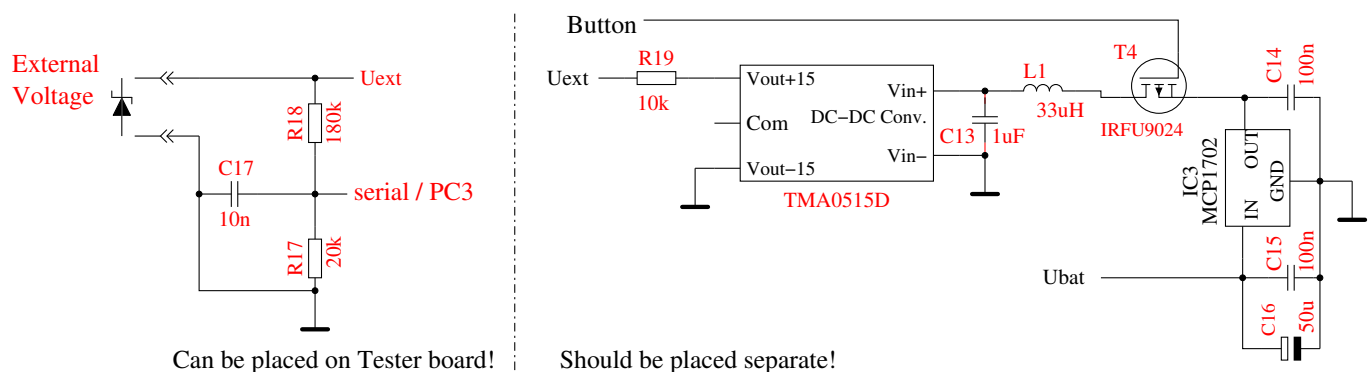 External
Voltage
Uext
R18
180k
C17
10n
serial / PC3
R17
20k
Can be placed on Tester board!
Button
Uext
R19
10k
Vout+15
Com
Vout−15
Vin+
DC−DC Conv.
Vin−
TMA0515D
C13
1uF
L1
33uH
T4
IRFU9024
C14
100n
IC3
MCP1702
OUT
GND
IN
Ubat
C15
100n
C16
50u
Should be placed separate!